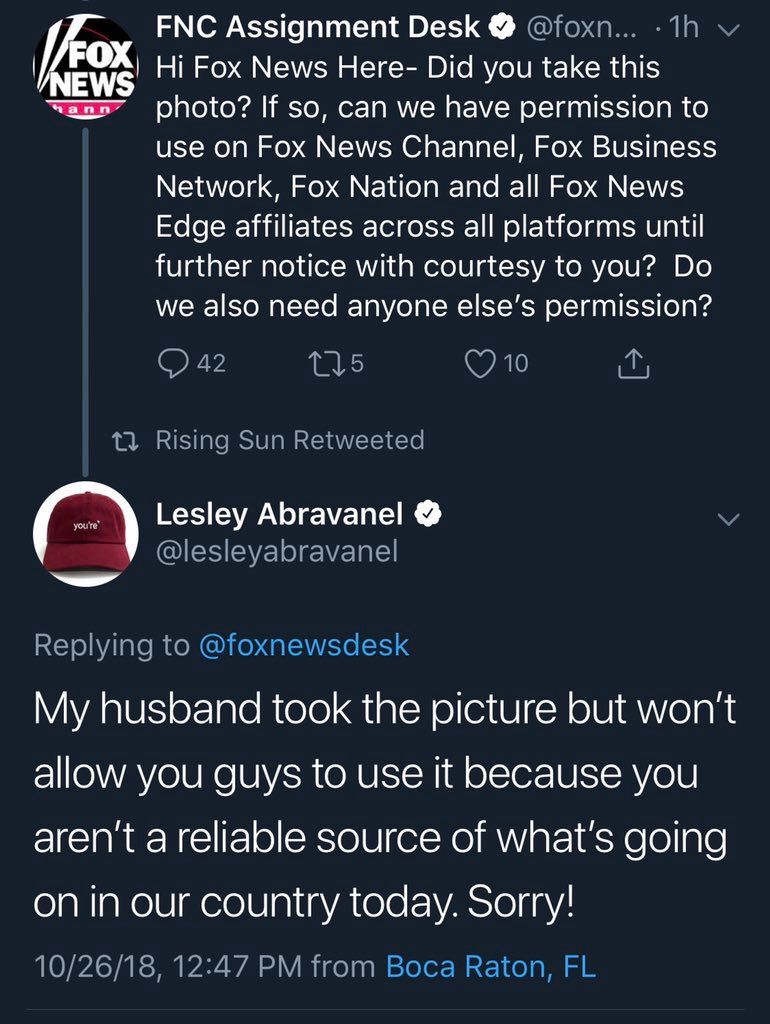 FOX
NEWS
hann
FNC Assignment Desk @foxn... · 1h
Hi Fox News Here- Did you take this
photo? If so, can we have permission to
use on Fox News Channel, Fox Business
Network, Fox Nation and all Fox News
Edge affiliates across all platforms until
further notice with courtesy to you?  Do
we also need anyone else’s permission?
42 5 10
Rising Sun Retweeted
you're
Lesley Abravanel
@lesleyabravanel
Replying to @foxnewsdesk
My husband took the picture but won’t
allow you guys to use it because you
aren’t a reliable source of what’s going
on in our country today. Sorry!
10/26/18, 12:47 PM from Boca Raton, FL